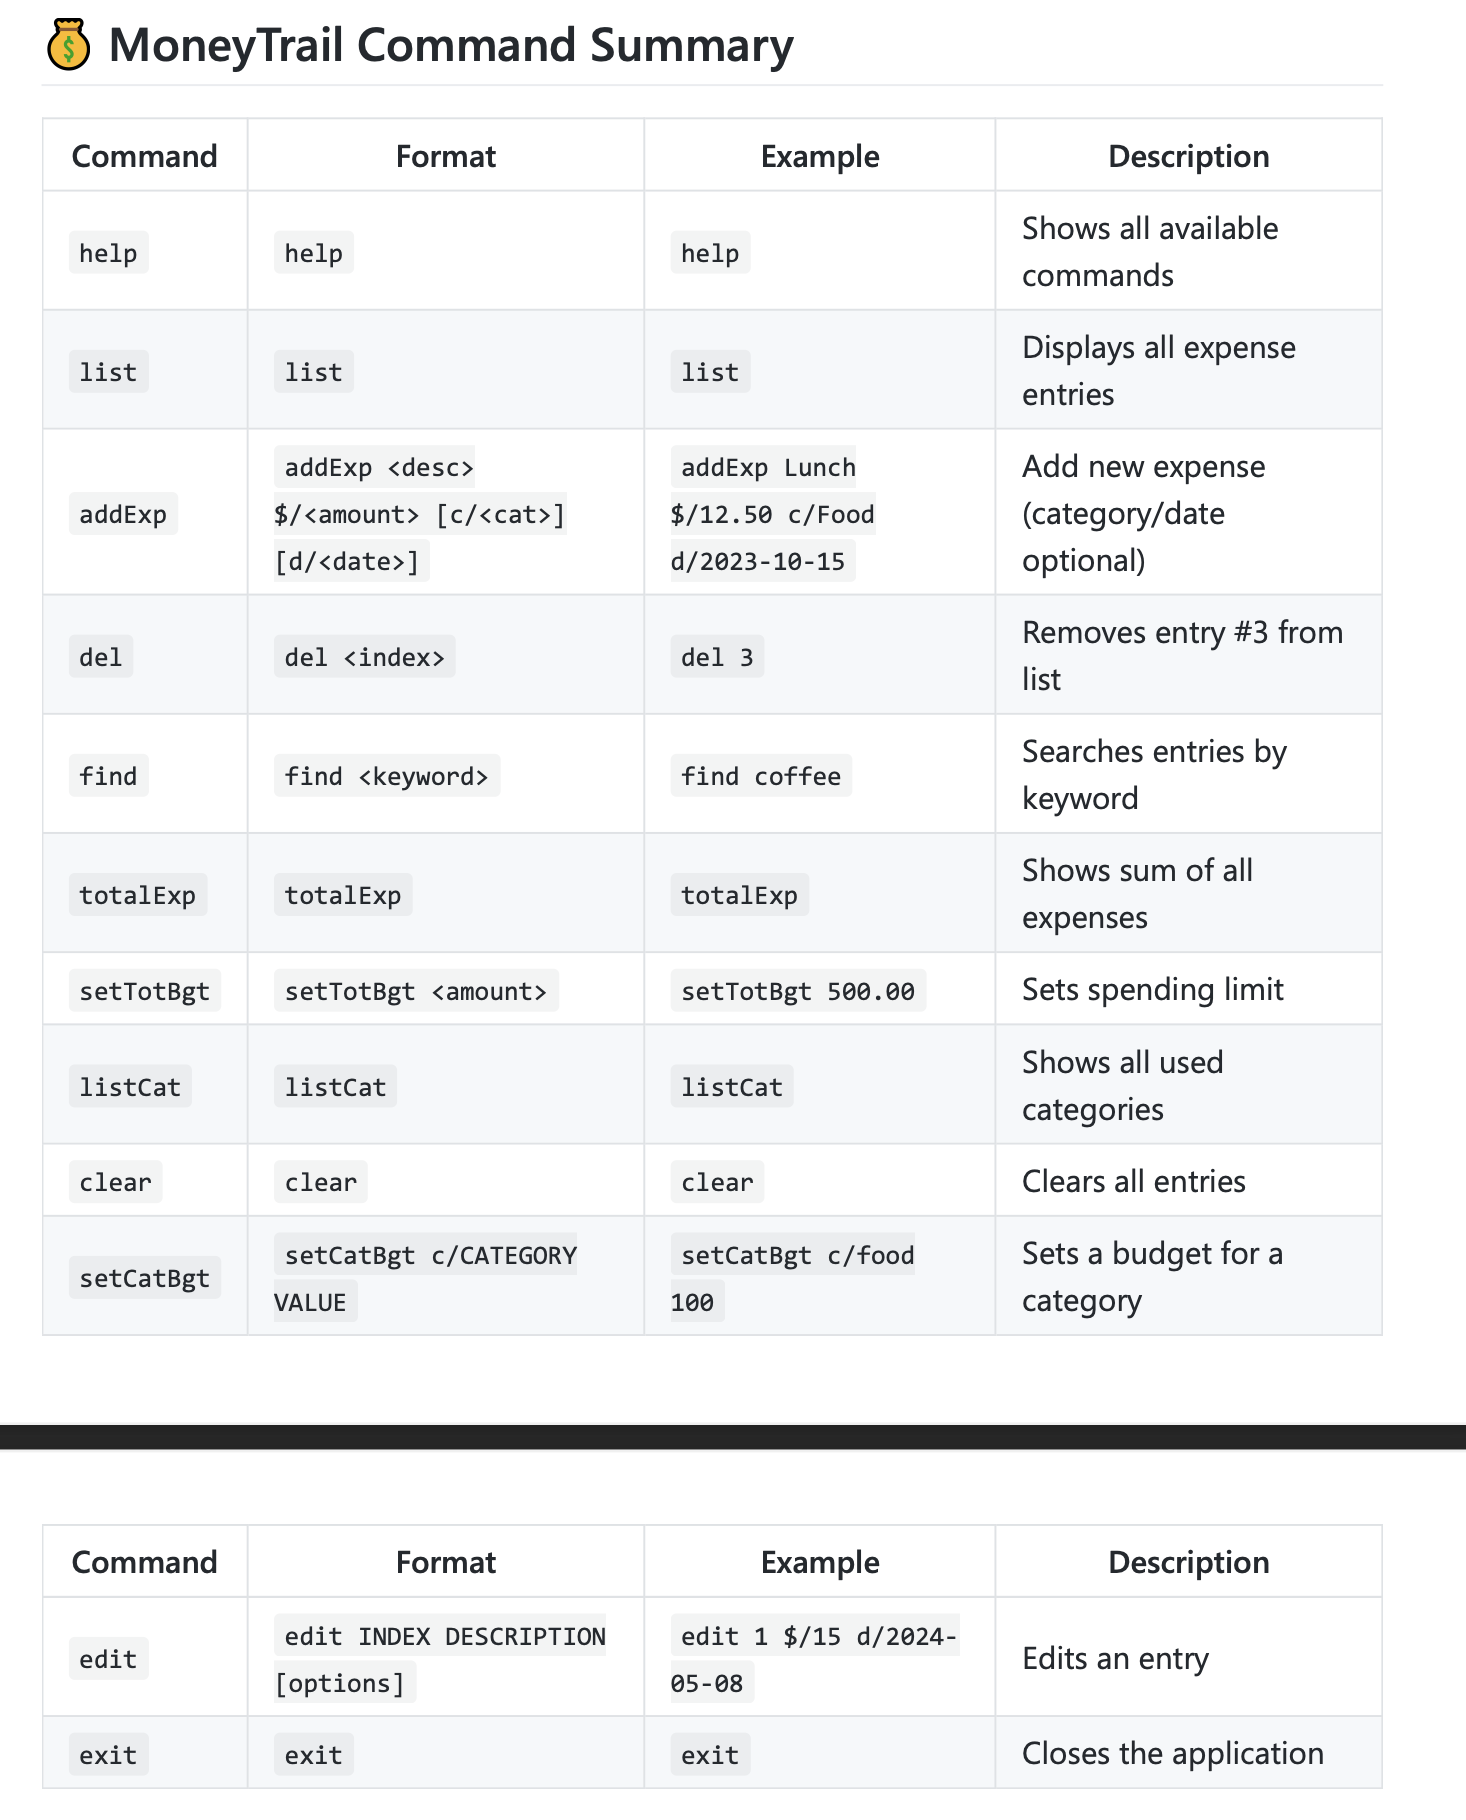 MoneyTrail Command Summary
Command Format Example Description
help help help Shows all available
commands
list list list Displays all expense
entries
addExp addExp <desc>
$/<amount> [c/<cat>]
[d/<date>] addExp Lunch
$/12.50 c/Food
d/2023-10-15 Add new expense
(category/date
optional)
del del <index> del 3 Removes entry #3 from
list
find find <keyword> find coffee Searches entries by
keyword
totalExp totalExp totalExp Shows sum of all
expenses
setTotBgt setTotBgt <amount> setTotBgt 500.00 Sets spending limit
listCat listCat listCat Shows all used
categories
clear clear clear Clears all entries
setCatBgt setCatBgt c/CATEGORY
VALUE setCatBgt c/food
100 Sets a budget for a
category
Command Format Example Description
edit edit INDEX DESCRIPTION
[options] edit 1 $/15 d/2024-
05-08 Edits an entry
exit exit exit Closes the application